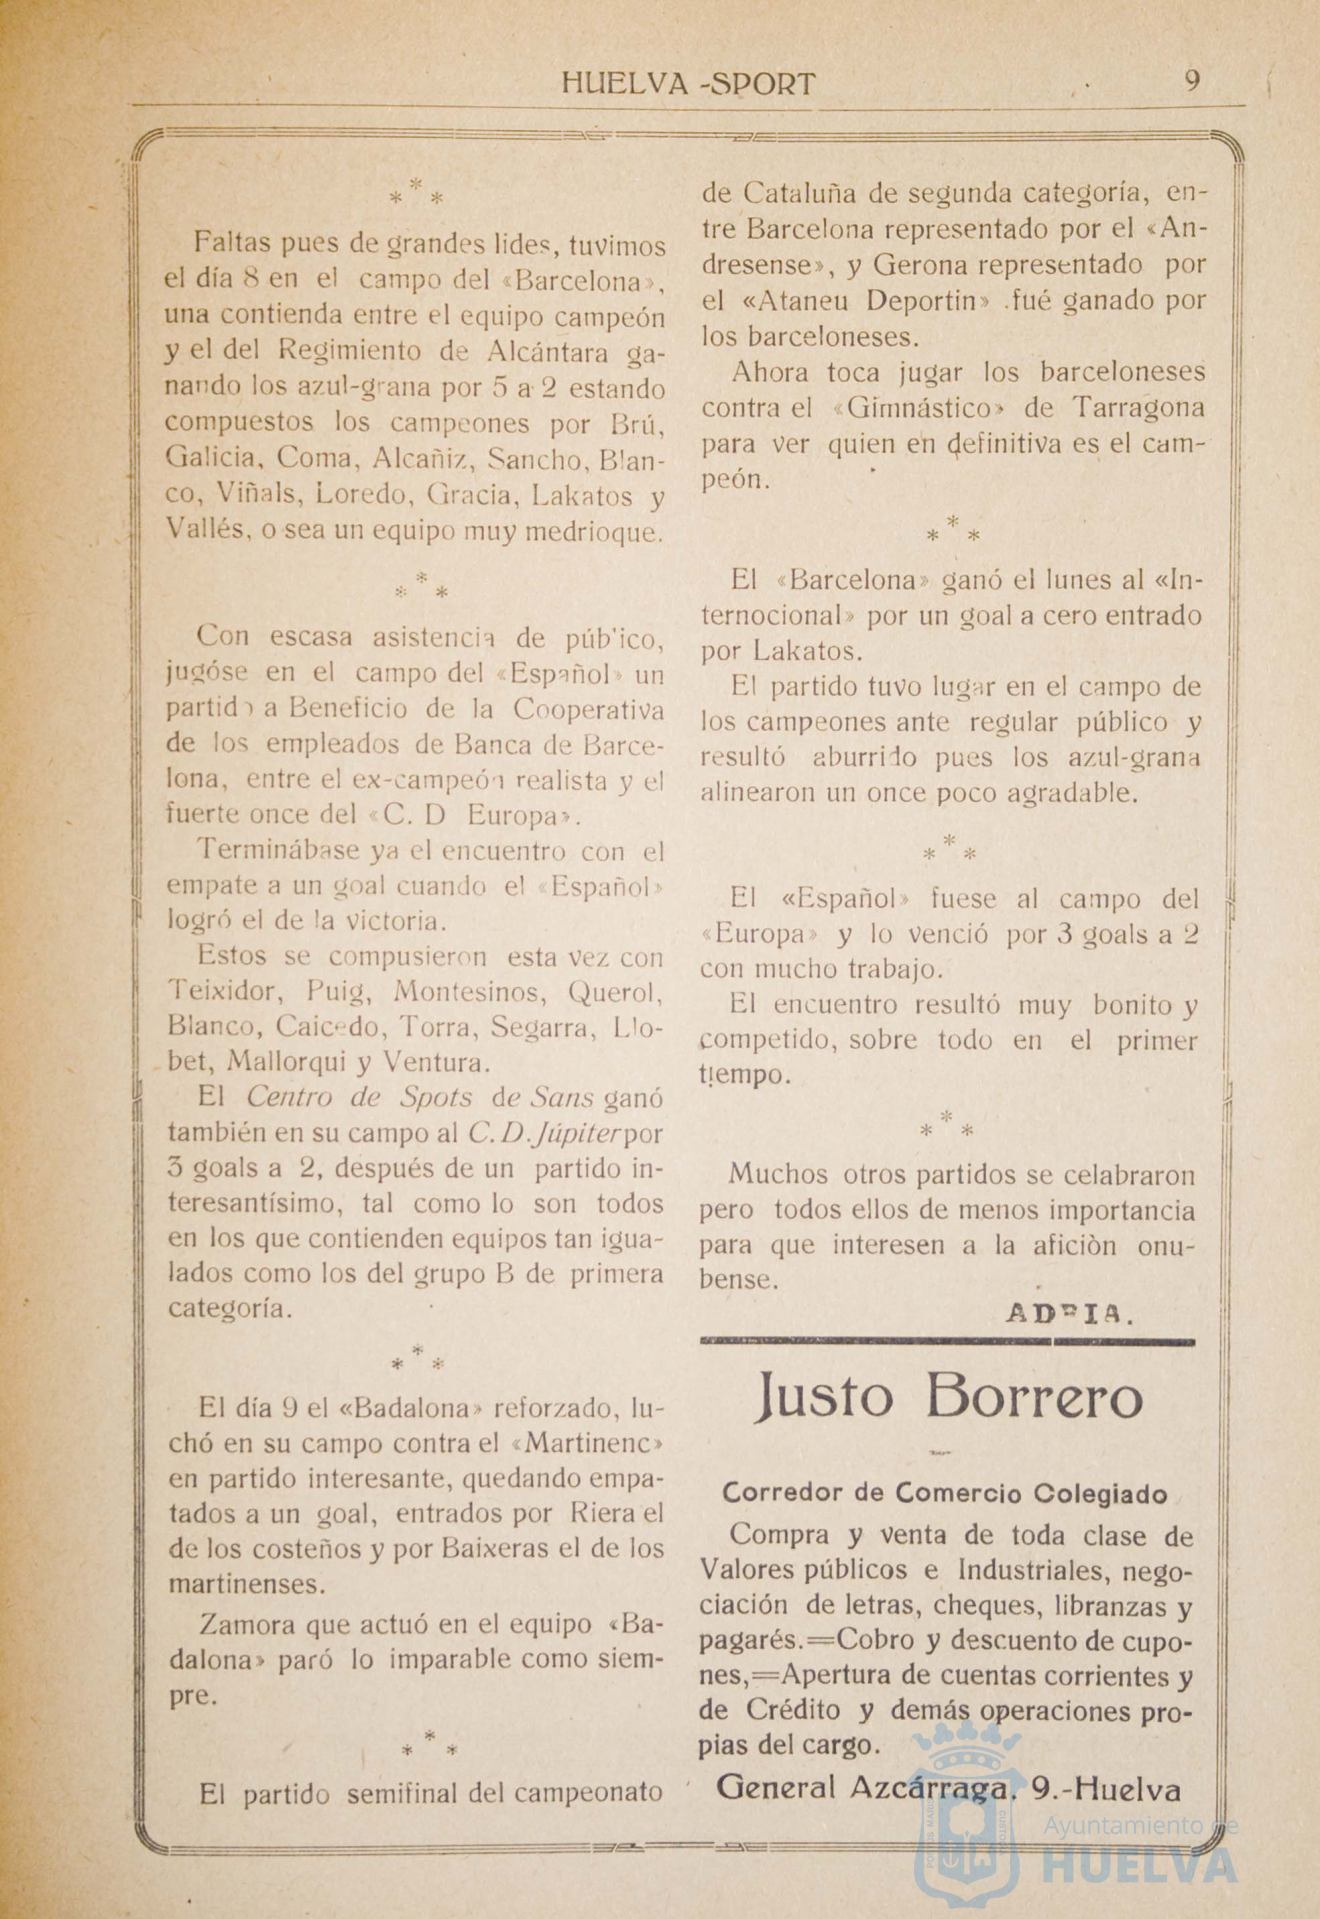 HUELVA -SPORT
9
***
Faltas pues de grandes lides, tuvimos
el día 8 en el campo del «Barcelona»,
una contienda entre el equipo campeón
y el del Regimiento de Alcántara ga-
nando los azul-grana por 5 a 2 estando
compuestos los campeones por Brú,
Galicia, Coma, Alcañiz, Sancho, Blan-
co, Viñals, Loredo, Gracia, Lakatos y
Vallés, o sea un equipo muy medrioque.
***
Con escasa asistencia de púb'ico,
jugóse en el campo del «Español» un
partido a Beneficio de la Cooperativa
de los empleados de Banca de Barce-
lona, entre el ex-campeón realista y el
fuerte once del «C. D Europa».
Terminábase ya el encuentro con el
empate a un goal cuando el «Español»
logró el de la victoria.
Estos se compusieron esta vez con
Teixidor, Puig, Montesinos, Querol,
Blanco, Caicedo, Torra, Segarra, Llo-
bet, Mallorqui y Ventura.
El Centro de Spots de Sans ganó
también en su campo al C. D. Júpiter por
3 goals a 2, después de un partido in-
teresantísimo, tal como lo son todos
en los que contienden equipos tan igua-
lados como los del grupo B de primera
categoría.
***
El día 9 el «Badalona» reforzado, lu-
chó en su campo contra el «Martinenc»
en partido interesante, quedando empa-
tados a un goal, entrados por Riera el
de los costeños y por Baixeras el de los
martinenses.
Zamora que actuó en el equipo «Ba-
dalona» paró lo imparable como siem-
pre.
***
El partido semifinal del campeonato
de Cataluña de segunda categoría, en-
tre Barcelona representado por el «An-
dresense», y Gerona representado por
el «Ataneu Deportin» .fué ganado por
los barceloneses.
Ahora toca jugar los barceloneses
contra el «Gimnástico» de Tarragona
para ver quien en definitiva es el cam-
peón.
***
El «Barcelona» ganó el lunes al «In-
ternocional» por un goal a cero entrado
por Lakatos.
El partido tuvo lugar en el campo de
los campeones ante regular público y
resultó aburrido pues los azul-grana
alinearon un once poco agradable.
***
El «Español» fuese al campo del
«Europa» y lo venció por 3 goals a 2
con mucho trabajo.
El encuentro resultó muy bonito y
competido, sobre todo en el primer
tiempo.
***
Muchos otros partidos se celabraron
pero todos ellos de menos importancia
para que interesen a la aficiòn onu-
bense.
ADRIA.
Justo Borrero
Corredor de Comercio Colegiado
Compra y venta de toda clase de
Valores públicos e Industriales, nego-
ciación de letras, cheques, libranzas y
pagarés.=Cobro y descuento de cupo-
nes,=Apertura de cuentas corrientes y
de Crédito y demás operaciones pro-
pias del cargo.
General Azcárraga. 9.-Huelva
Ayuntamiento de
HUELVA